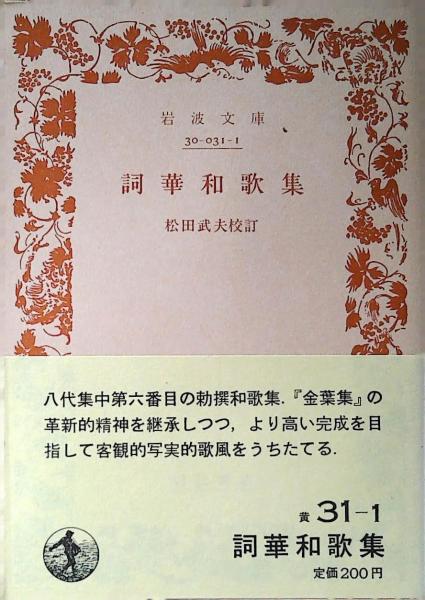 岩波文庫
30-031-1
詞華和歌集
松田武夫校訂
八代集中第六番目の勅撰和歌集.『金葉集』の
革新的精神を継承しつつ，より高い完成を目
指して客観的写実的歌風をうちたてる.
黄 31-1
詞華和歌集
定価200円